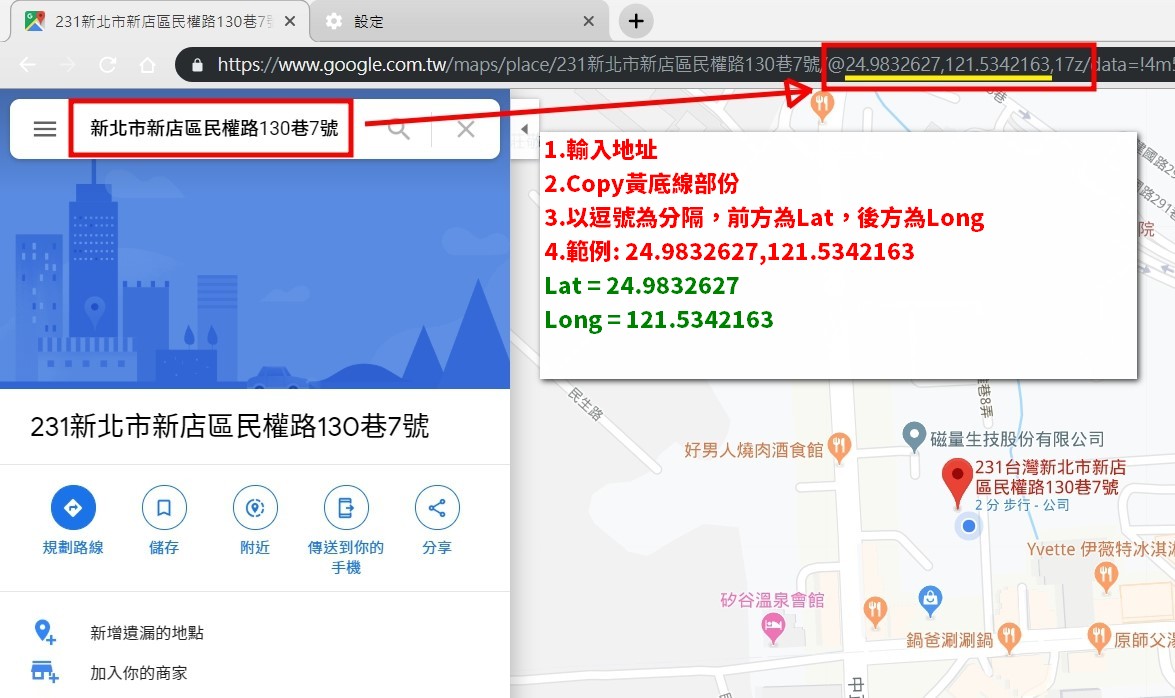 231新北市新店區民權路130巷7號
設定
https://www.google.com.tw/maps/place/231新北市新店區民權路130巷7號/@24.9832627,121.5342163,17z/data=!4m5
新北市新店區民權路130巷7號
1.輸入地址
2.Copy黃底線部份
3.以逗號為分隔，前方為Lat，後方為Long
4.範例: 24.9832627,121.5342163
Lat = 24.9832627
Long = 121.5342163
231新北市新店區民權路130巷7號
規劃路線
儲存
附近
傳送到你的
手機
分享
新增遺漏的地點
加入你的商家
民生路
巷8弄
好男人燒肉酒食館
磁量生技股份有限公司
231台灣新北市新店
區民權路130巷7號
2 分 步行 - 公司
Yvette 伊薇特冰淇淋
矽谷溫泉會館
鍋爸涮涮鍋
原師父湯
院